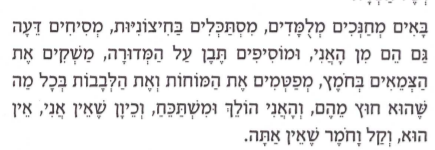 בָּאִים מְחַנְּכִים מְלֻמָּדִים, מִסְתַּכְּלִים בַּחִיצוֹנִיּוּת, מַסִּיחִים דֵּעָה
גַּם הֵם מִן הָאֲנִי, וּמוֹסִיפִים תֶּבֶן עַל הַמְּדוּרָה, מַשְׁקִים אֶת
הַצְּמֵאִים בְּחֹמֶץ, מְפַטְּמִים אֶת הַמּוֹחוֹת וְאֶת הַלְּבָבוֹת בְּכָל מַה
שֶּׁהוּא חוּץ מֵהֶם, וְהָאֲנִי הוֹלֵךְ וּמִשְׁתַּכֵּחַ, וְכֵיוָן שֶׁאֵין אֲנִי, אֵין
הוּא, וְקַל וָחֹמֶר שֶׁאֵין אַתָּה.